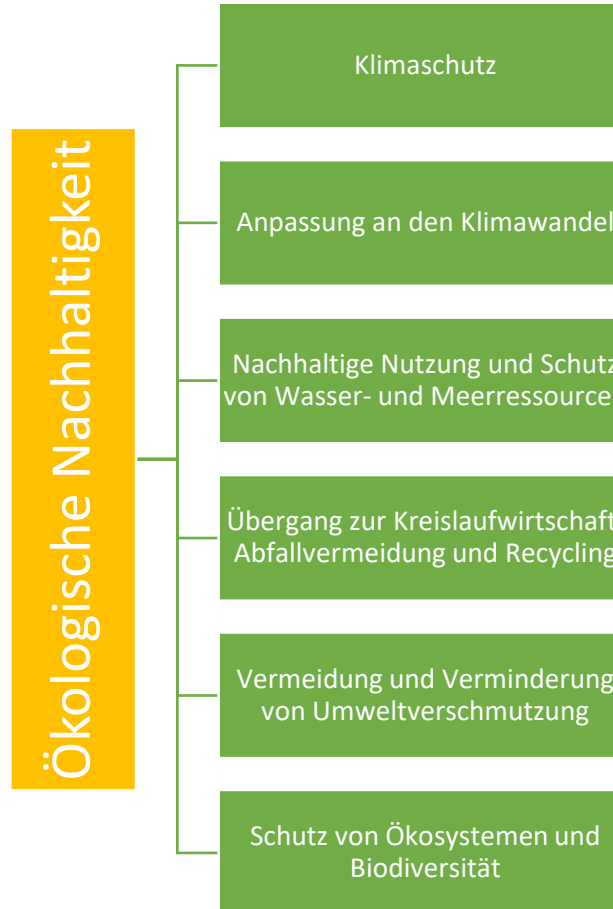 Ökologische Nachhaltigkeit
Klimaschutz
Anpassung an den Klimawandel
Nachhaltige Nutzung und Schutz
von Wasser- und Meerressource
Übergang zur Kreislaufwirtschaft
Abfallvermeidung und Recycling
Vermeidung und Verminderung
von Umweltverschmutzung
Schutz von Ökosystemen und
Biodiversität